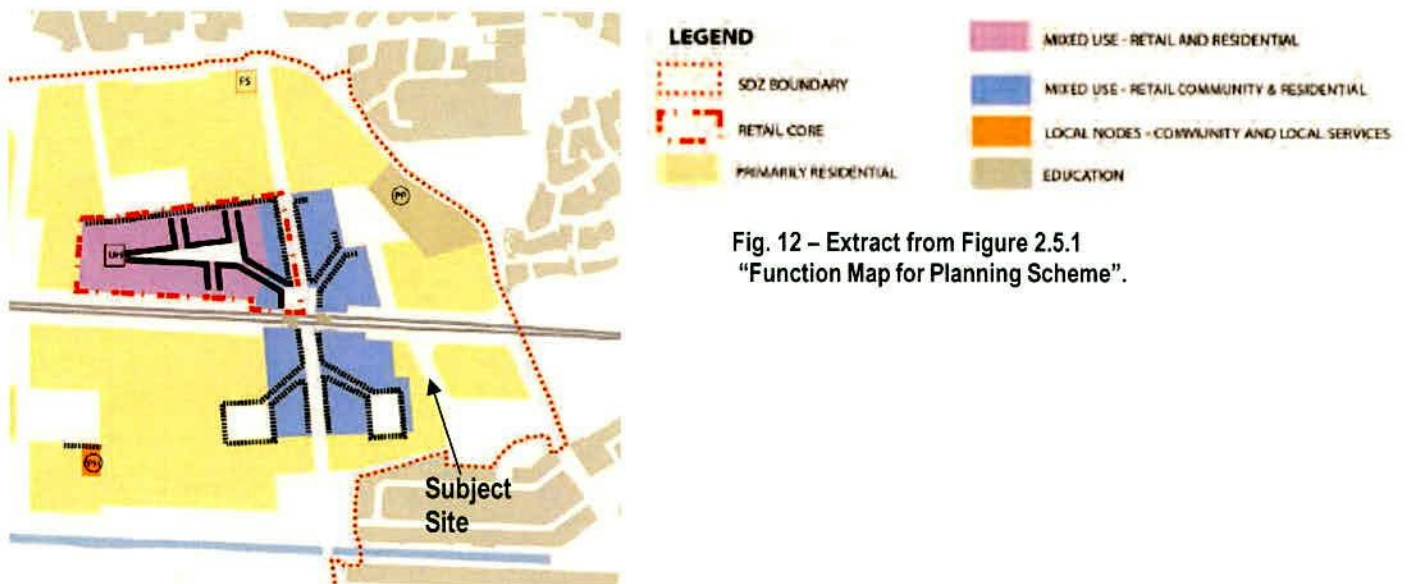 LEGEND
SDZ BOUNDARY
RETAIL CORE
PRIMARILY RESIDENTIAL
MIXED USE - RETAIL AND RESIDENTIAL
MIXED USE - RETAIL COMMUNITY & RESIDENTIAL
LOCAL NODES - COMMUNITY AND LOCAL SERVICES
EDUCATION
FS
PP
UH
PH
Subject
Site
Fig. 12 – Extract from Figure 2.5.1
"Function Map for Planning Scheme".